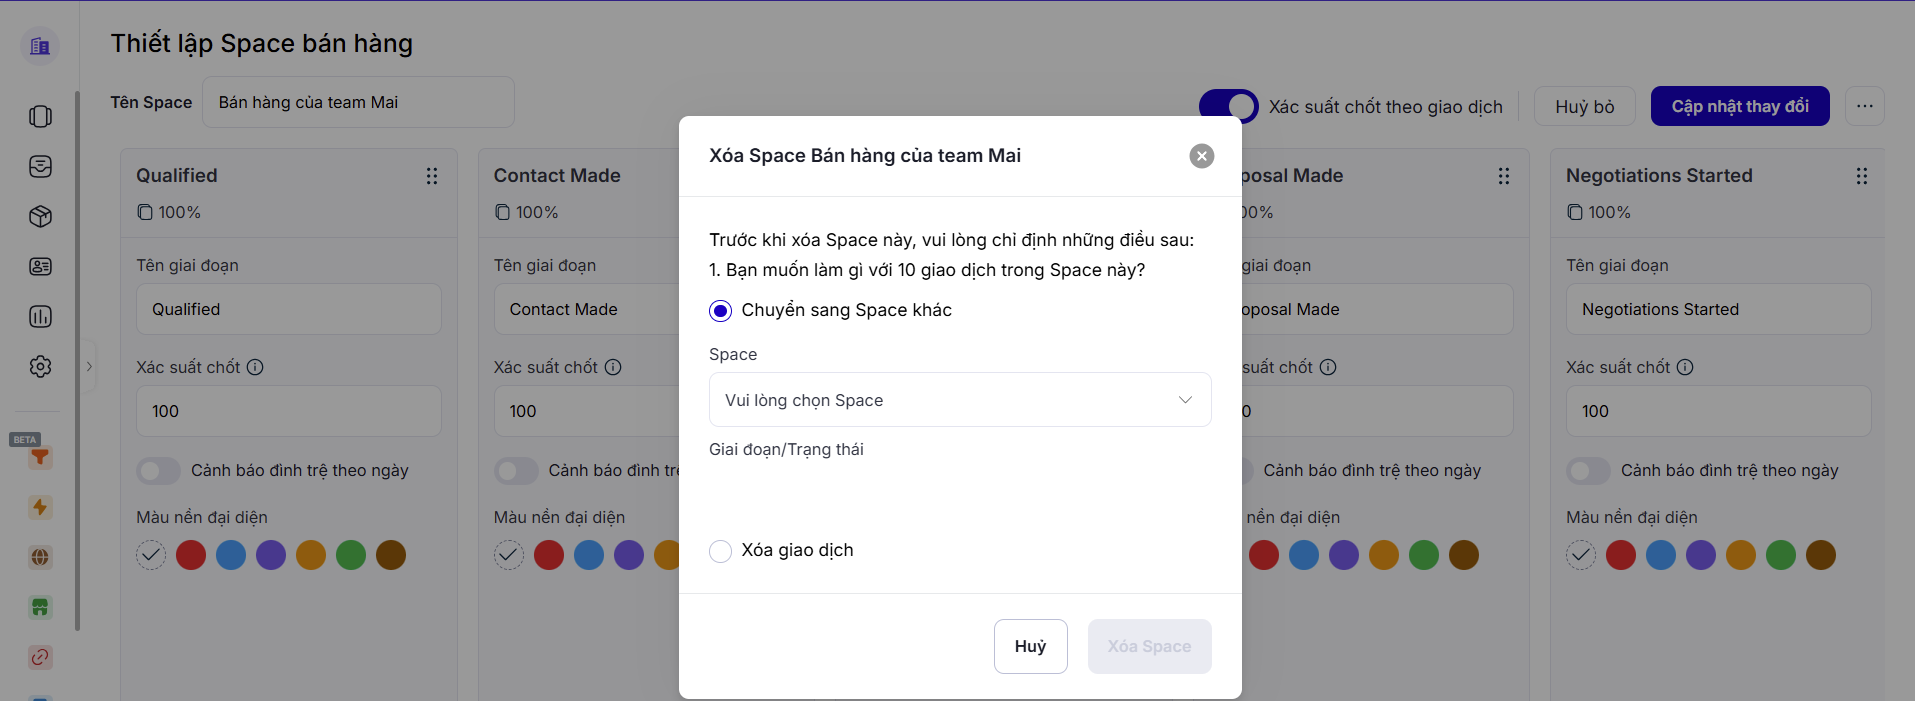 Thiết lập Space bán hàng
Tên Space
Bán hàng của team Mai
Xác suất chốt theo giao dịch
Huỷ bỏ
Cập nhật thay đổi
Qualified
100%
Tên giai đoạn
Qualified
Xác suất chốt
100
Cảnh báo đình trệ theo ngày
Màu nền đại diện
Contact Made
100%
Tên giai đoạn
Contact Made
Xác suất chốt
100
Cảnh báo đình
Màu nền đại diện
Xóa Space Bán hàng của team Mai
Trước khi xóa Space này, vui lòng chỉ định những điều sau:
1. Bạn muốn làm gì với 10 giao dịch trong Space này?
Chuyển sang Space khác
Space
Vui lòng chọn Space
Giai đoạn/Trạng thái
Xóa giao dịch
Huỷ
Xóa Space
posal Made
00%
giai đoạn
oposal Made
suất chốt
0
Cảnh báo đình trệ theo ngày
nền đại diện
Negotiations Started
100%
Tên giai đoạn
Negotiations Started
Xác suất chốt
100
Cảnh báo đình trệ theo ngày
Màu nền đại diện
BETA